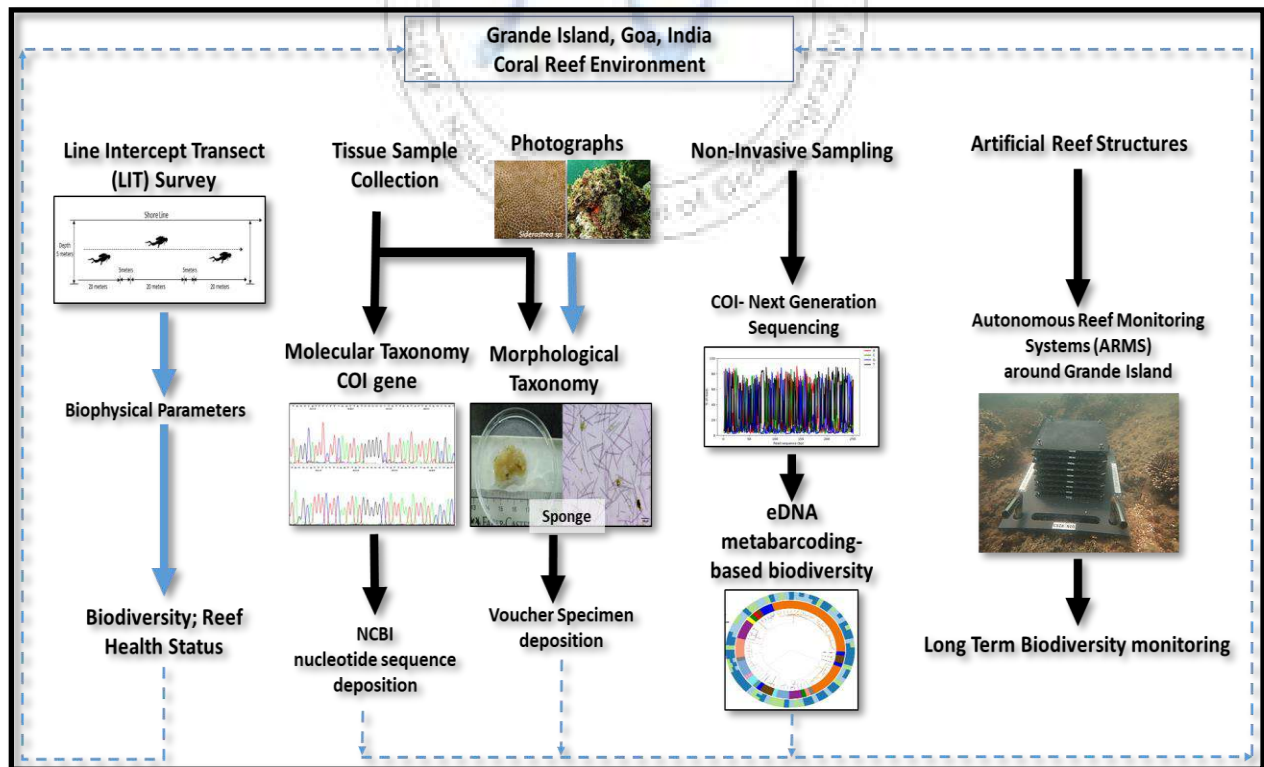 Grande Island, Goa, India
Coral Reef Environment
Line Intercept Transect
(LIT) Survey
Shore Line
Depth
5 meters
5meters
5meters
20 meters
20 meters
20 meters
Biophysical Parameters
Biodiversity; Reef
Health Status
Tissue Sample
Collection
Molecular Taxonomy
COI gene
NCBI
nucleotide sequence
deposition
Photographs
Siderastrea sp.
Morphological
Taxonomy
Sponge
Voucher Specimen
deposition
Non-Invasive Sampling
COI- Next Generation
Sequencing
eDNA
metabarcoding-
based biodiversity
Artificial Reef Structures
Autonomous Reef Monitoring
Systems (ARMS)
around Grande Island
Long Term Biodiversity monitoring